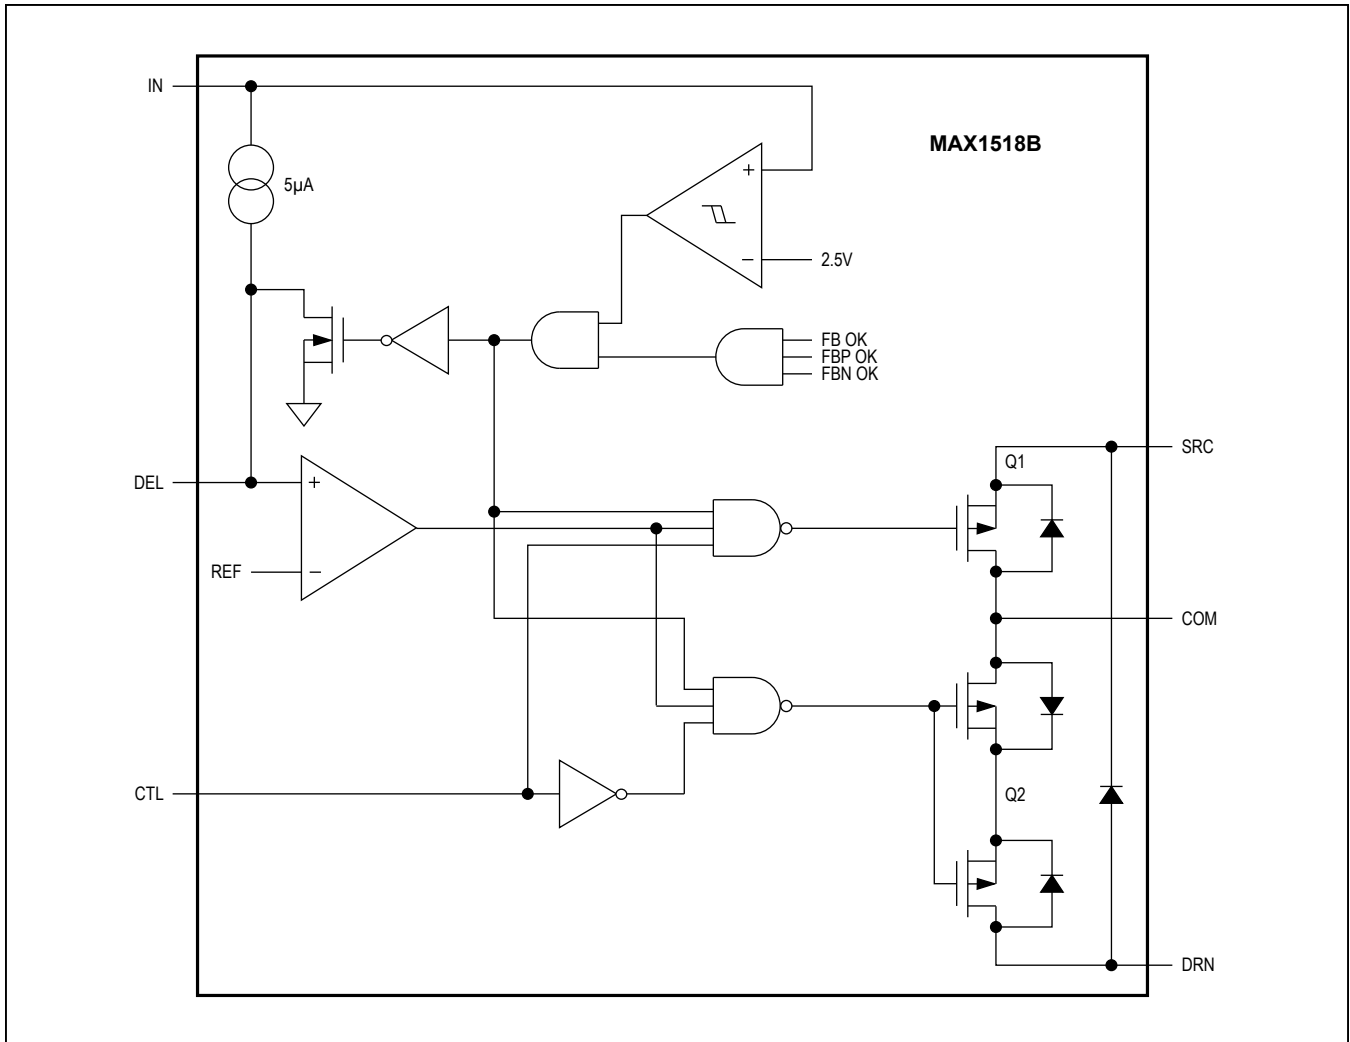 IN
MAX1518B
+
5µA
−
2.5V
FB OK
FBP OK
FBN OK
SRC
Q1
DEL
+
REF
−
COM
CTL
Q2
DRN